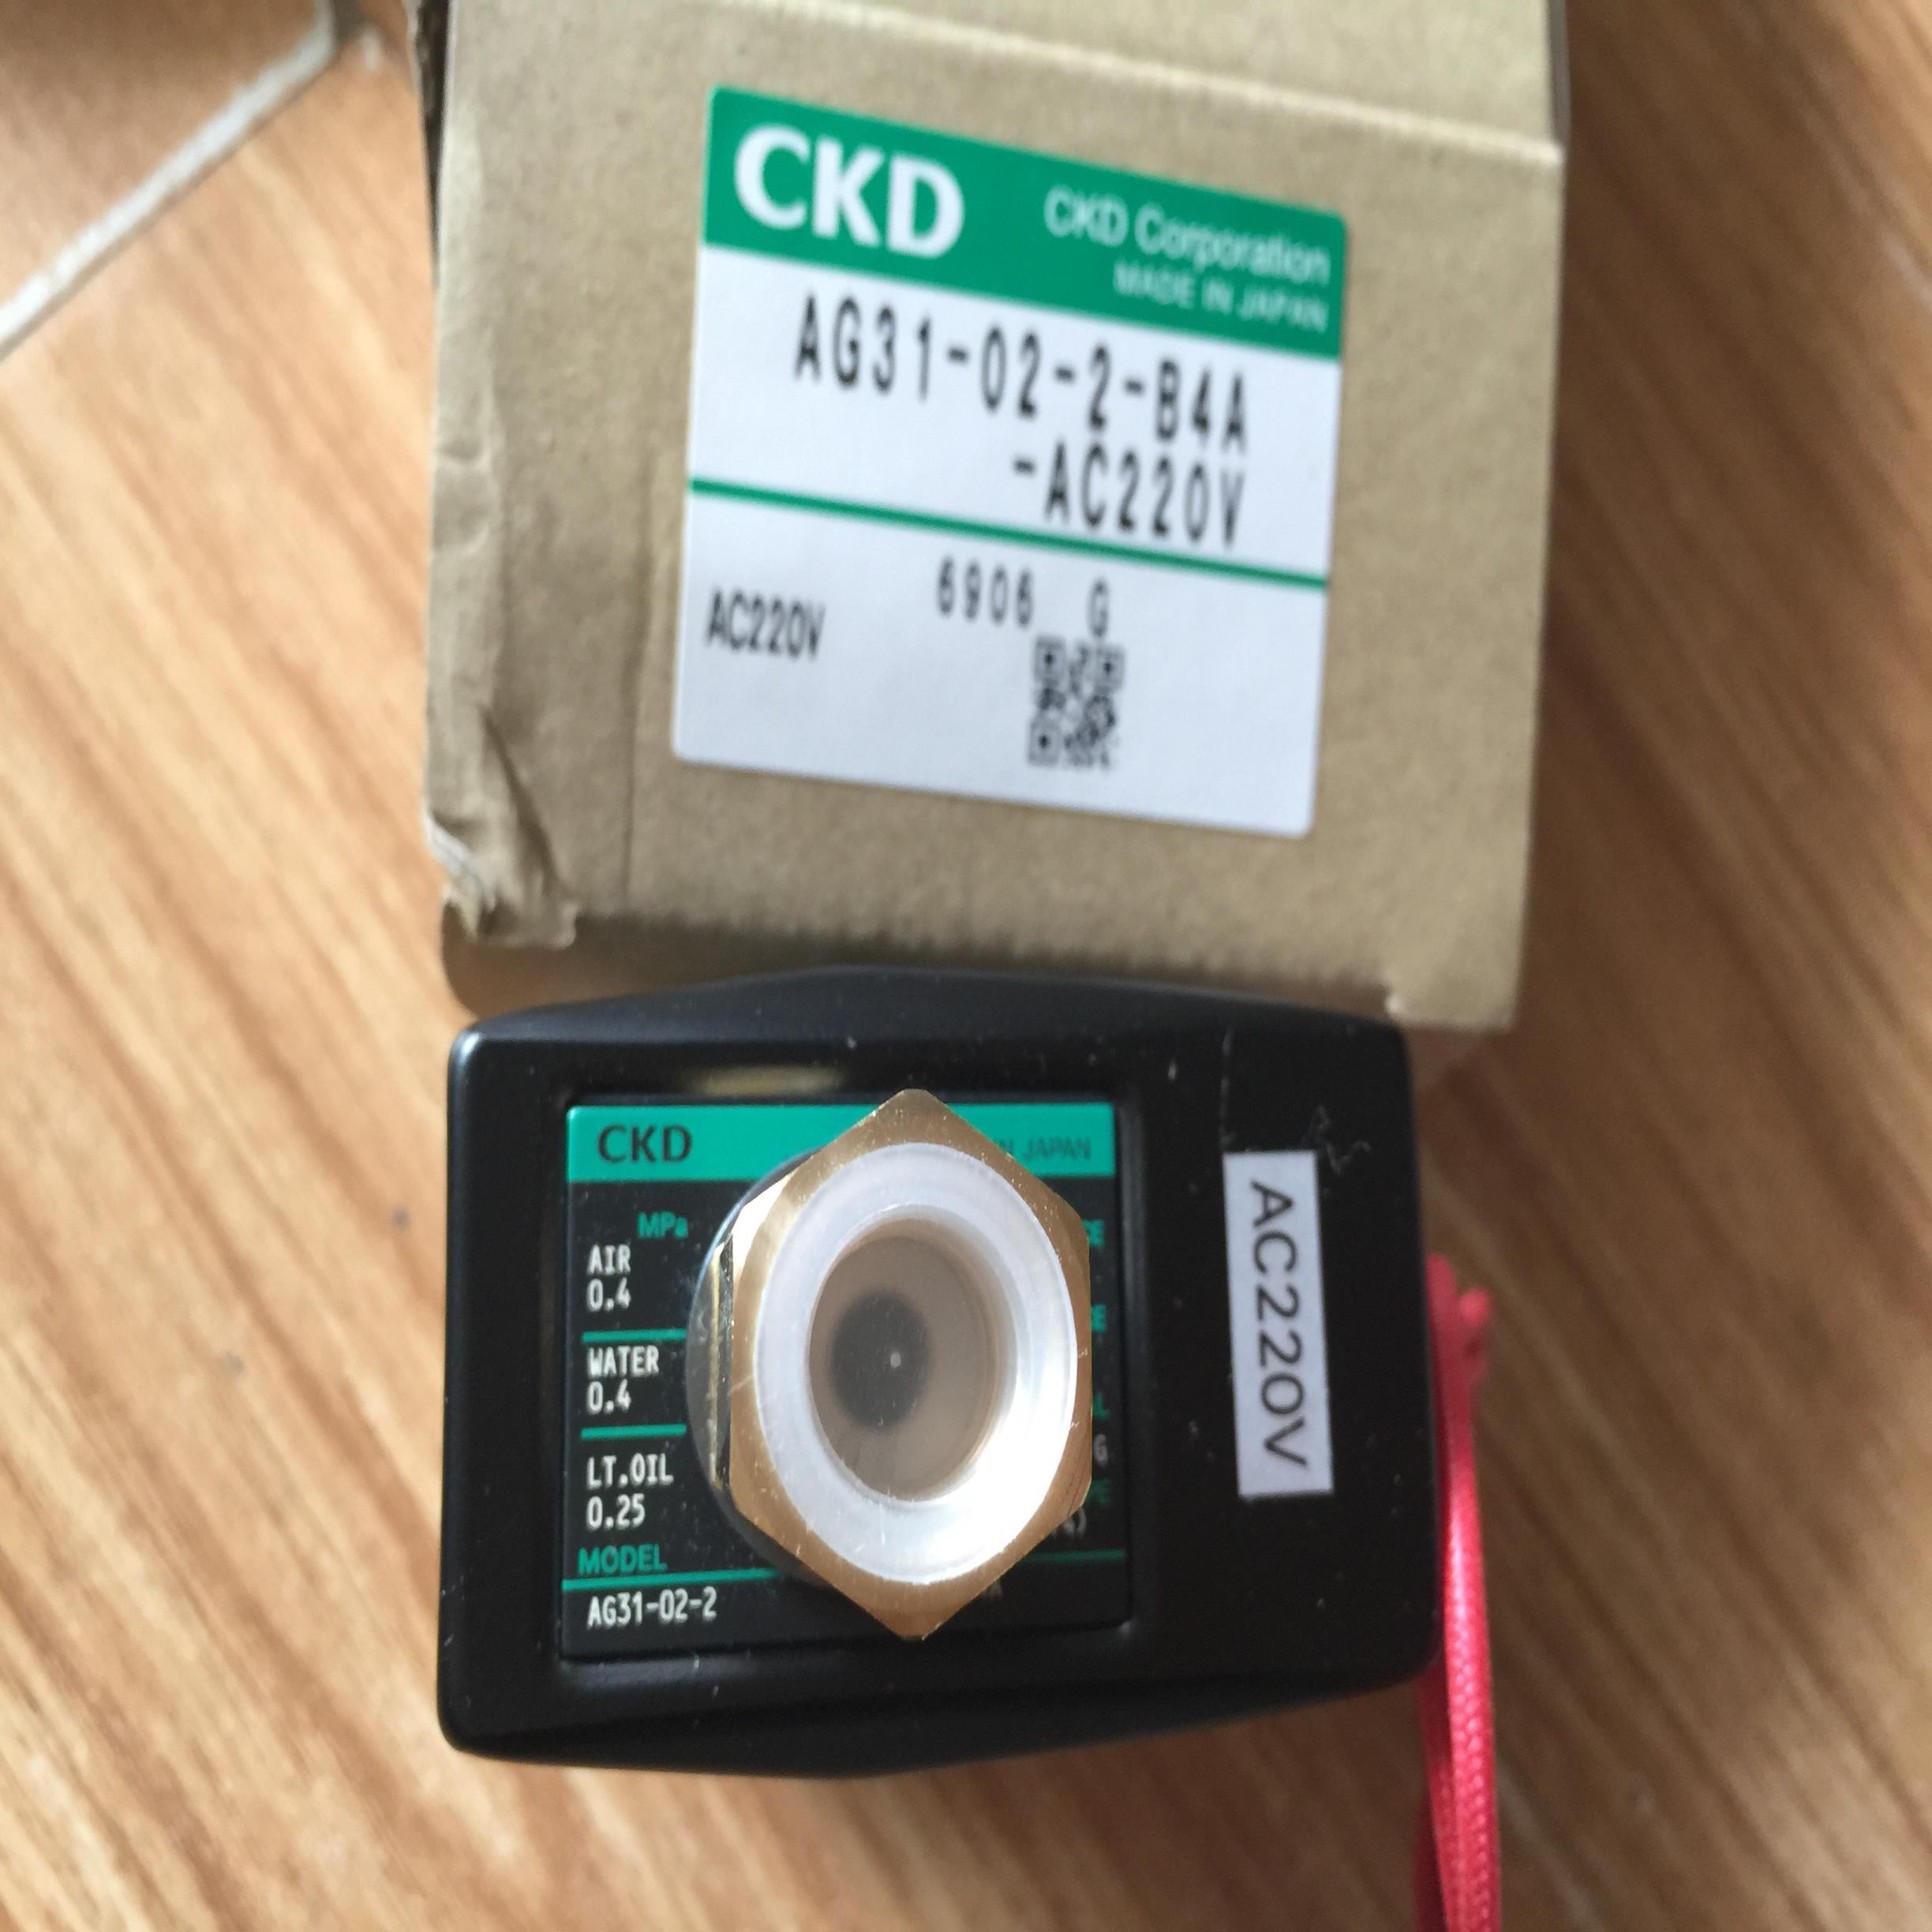 CKD
CKD Corporation
MADE IN JAPAN
AG31-02-2-B4A
-AC220V
6906 G
AC220V
CKD
JAPAN
MPa
AIR
0.4
WATER
0.4
LT.OIL
0.25
MODEL
AG31-02-2
AC220V